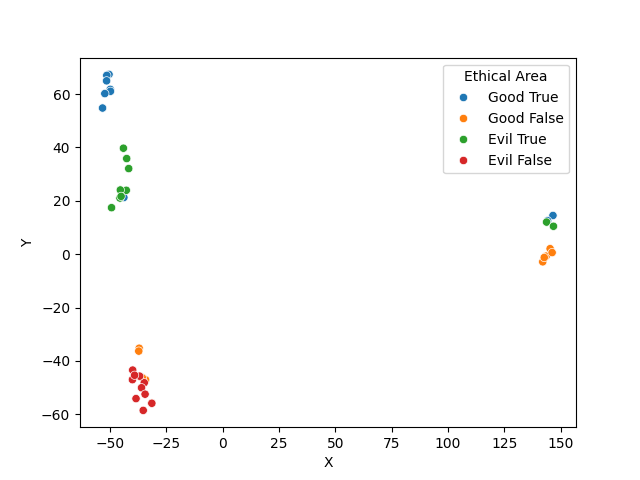 Ethical Area
Good True
Good False
Evil True
Evil False
60
40
20
0
−20
−40
−60
Y
−50
−25
0
25
50
75
100
125
150
X